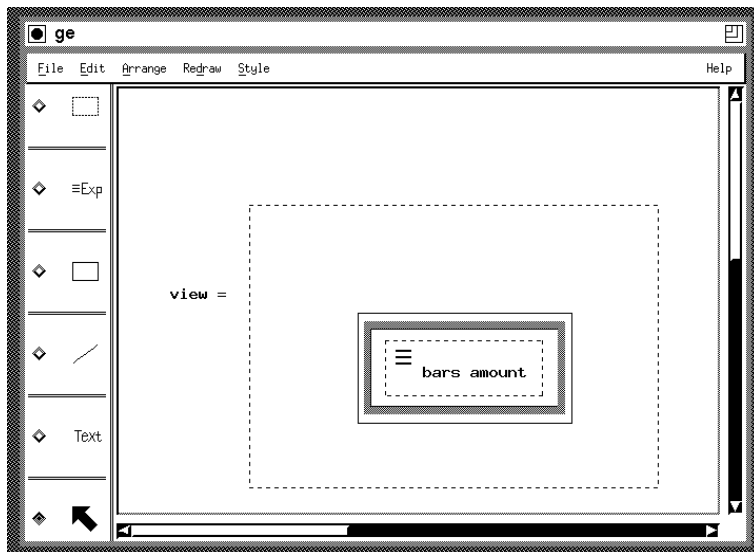 ge
File Edit Arrange Redraw Style Help
≡Exp
view =
≡
bars amount
Text